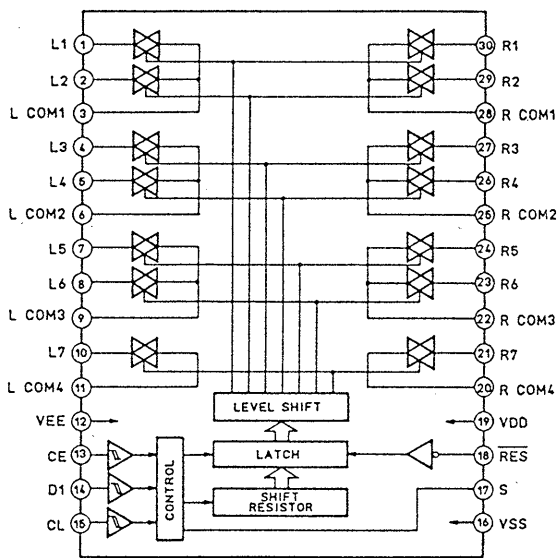 L1 1 30 R1
L2 2 29 R2
L COM1 3 28 R COM1
L3 4 27 R3
L4 5 26 R4
L COM2 6 25 R COM2
L5 7 24 R5
L6 8 23 R6
L COM3 9 22 R COM3
L7 10 21 R7
L COM4 11 20 R COM4
LEVEL SHIFT
VEE 12 19 VDD
CE 13 LATCH 18 RES
D1 14 CONTROL SHIFT RESISTOR 17 S
CL 15 16 VSS